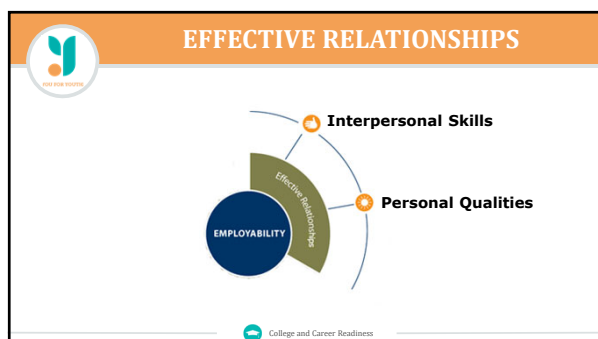 EFFECTIVE RELATIONSHIPS
YOU FOR YOUTH
Interpersonal Skills
Effective Relationships
Personal Qualities
EMPLOYABILITY
College and Career Readiness